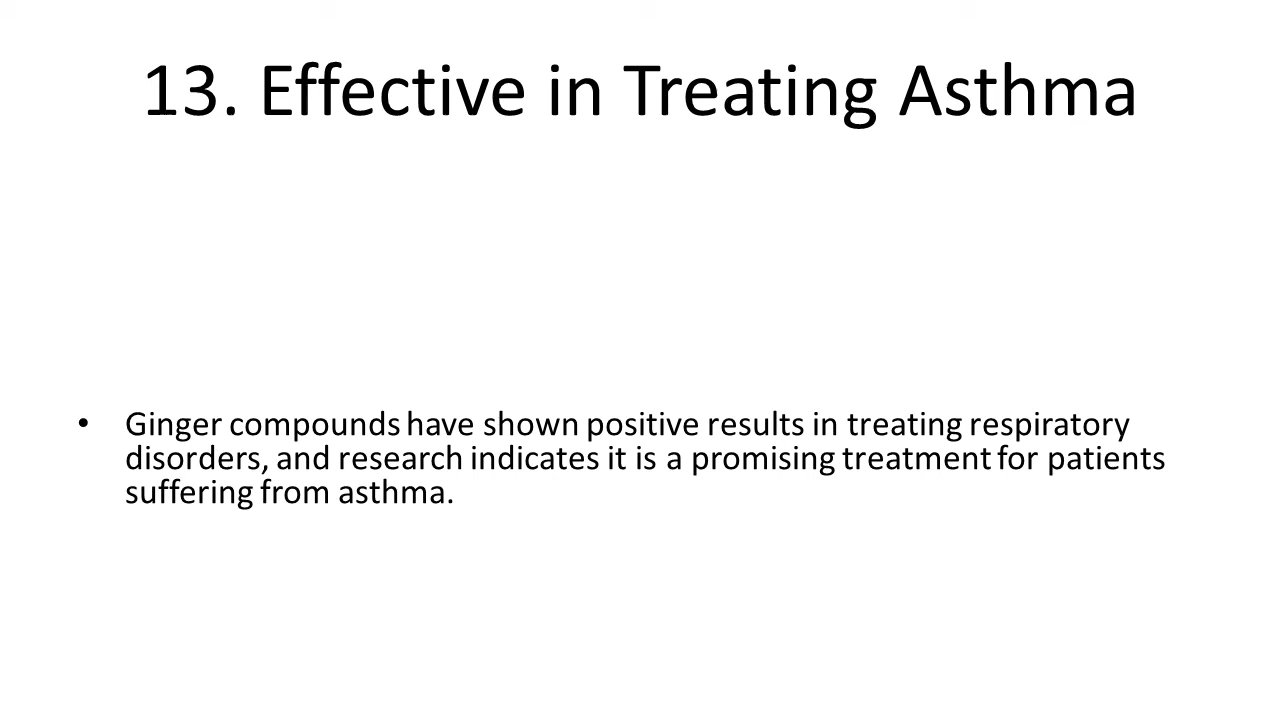 13. Effective in Treating Asthma
• Ginger compounds have shown positive results in treating respiratory
disorders, and research indicates it is a promising treatment for patients
suffering from asthma.